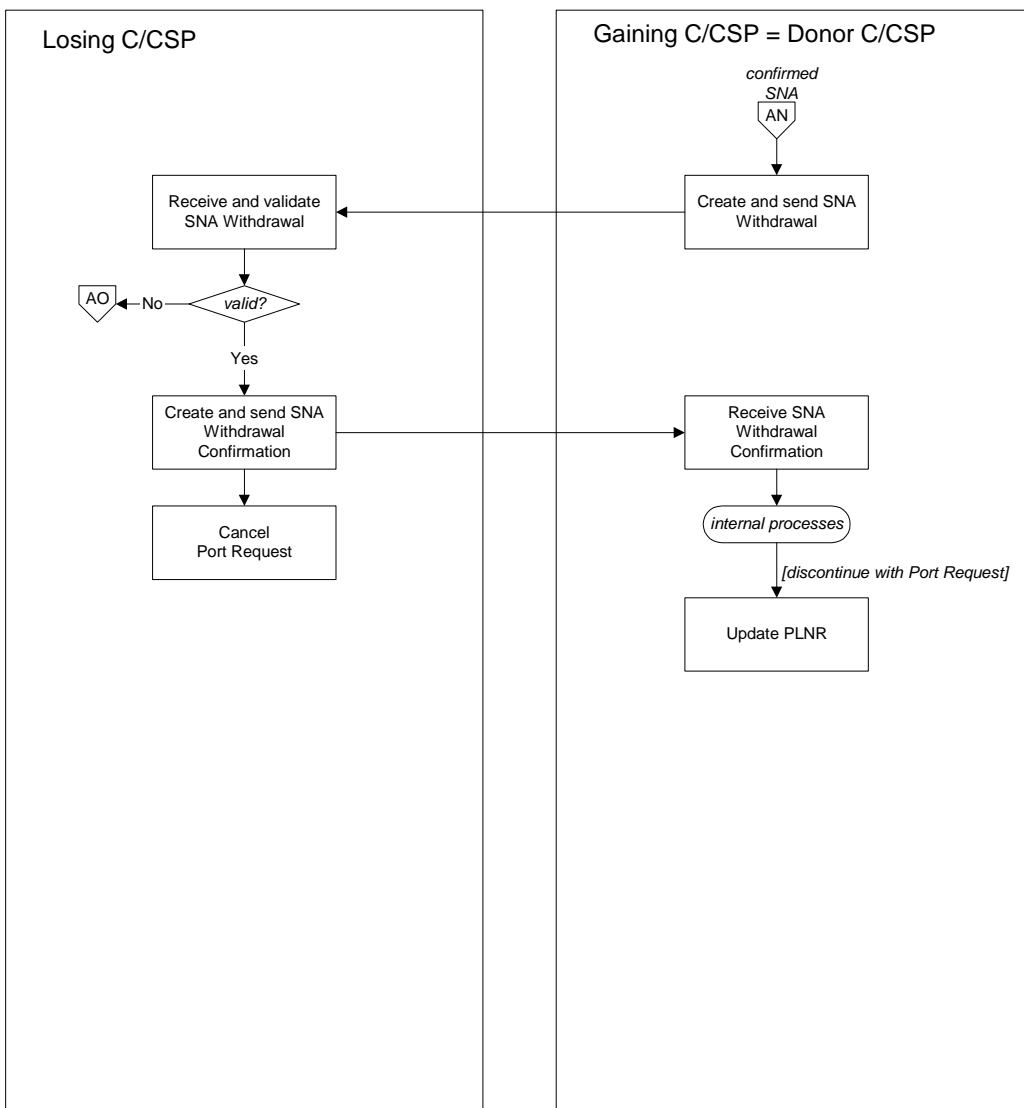 Losing C/CSP
Gaining C/CSP = Donor C/CSP
confirmed
SNA
AN
Receive and validate
SNA Withdrawal
Create and send SNA
Withdrawal
AO
No
valid?
Yes
Create and send SNA
Withdrawal
Confirmation
Receive SNA
Withdrawal
Confirmation
Cancel
Port Request
internal processes
[discontinue with Port Request]
Update PLNR